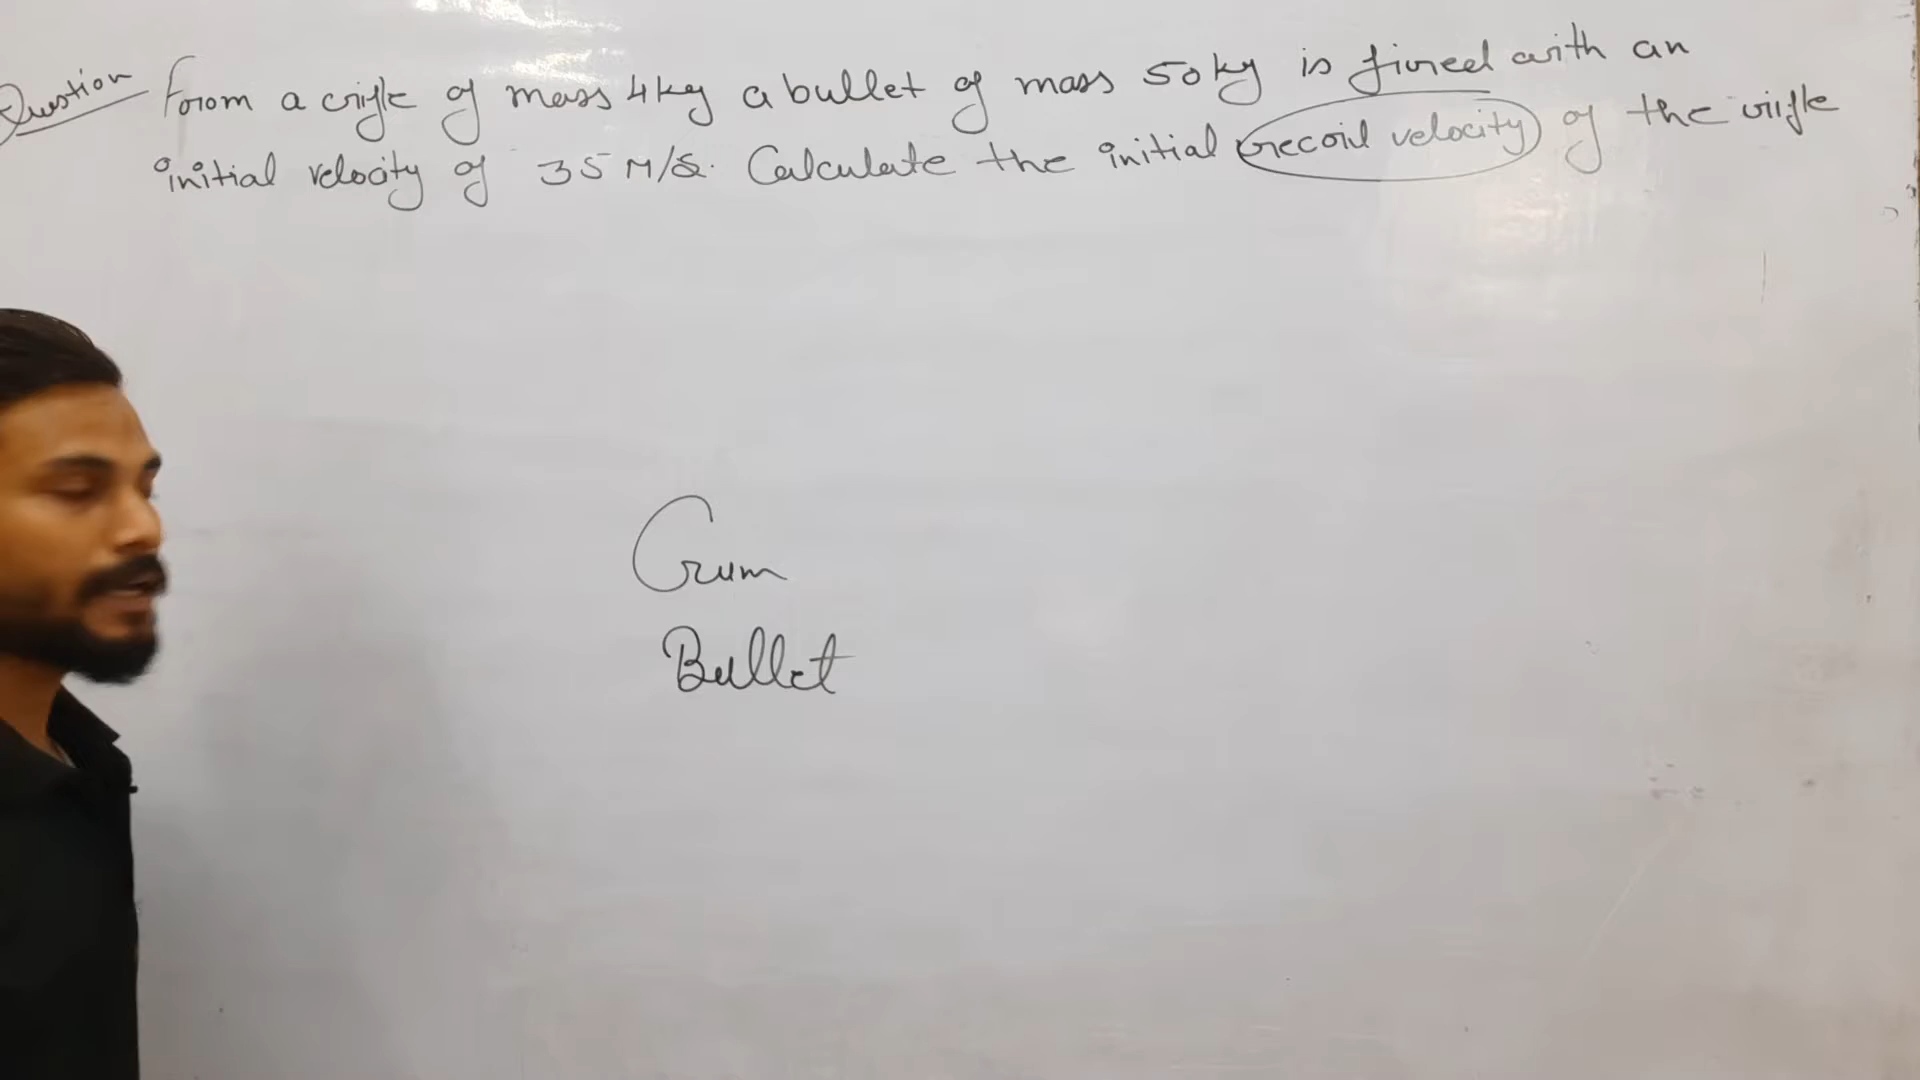 Question From a rifle of mass 4kg a bullet of mass 50kg is fired with an
initial velocity of 35 M/S. Calculate the initial recoil velocity of the rifle
Gum
Bullet